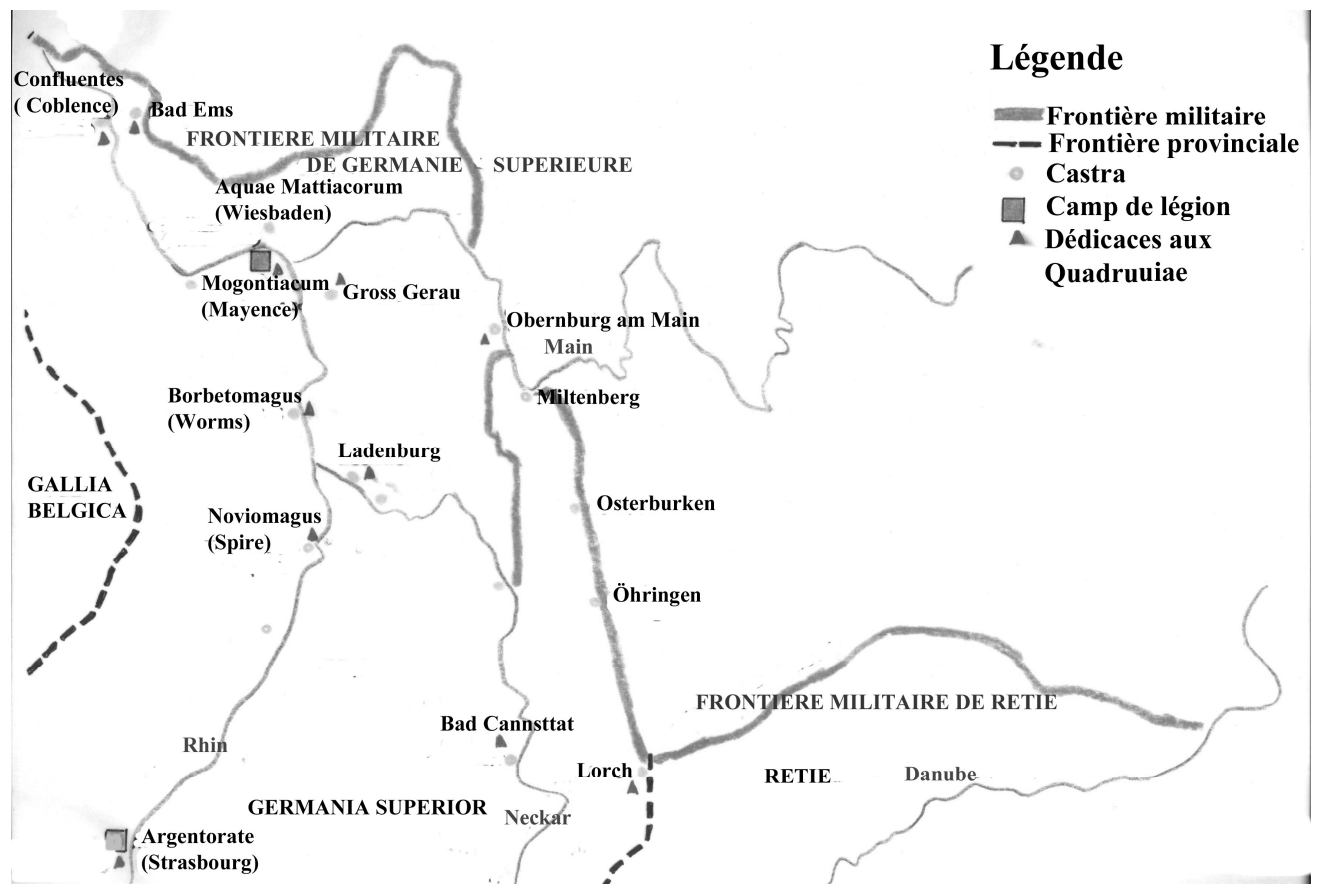 Légende
Frontière militaire
Frontière provinciale
Castra
Camp de légion
Dédicaces aux
Quadruuiae
Confluentes
( Coblence)
Bad Ems
FRONTIERE MILITAIRE
DE GERMANIE - SUPERIEURE
Aquae Mattiacorum
(Wiesbaden)
Mogontiacum
(Mayence)
Gross Gerau
Obernburg am Main
Main
Miltenberg
Borbetomagus
(Worms)
Ladenburg
GALLIA
BELGICA
Noviomagus
(Spire)
Osterburken
Öhringen
FRONTIERE MILITAIRE DE RETIE
Bad Cannsttat
Rhin
Lorch
RETIE
Danube
GERMANIA SUPERIOR
Neckar
Argentorate
(Strasbourg)